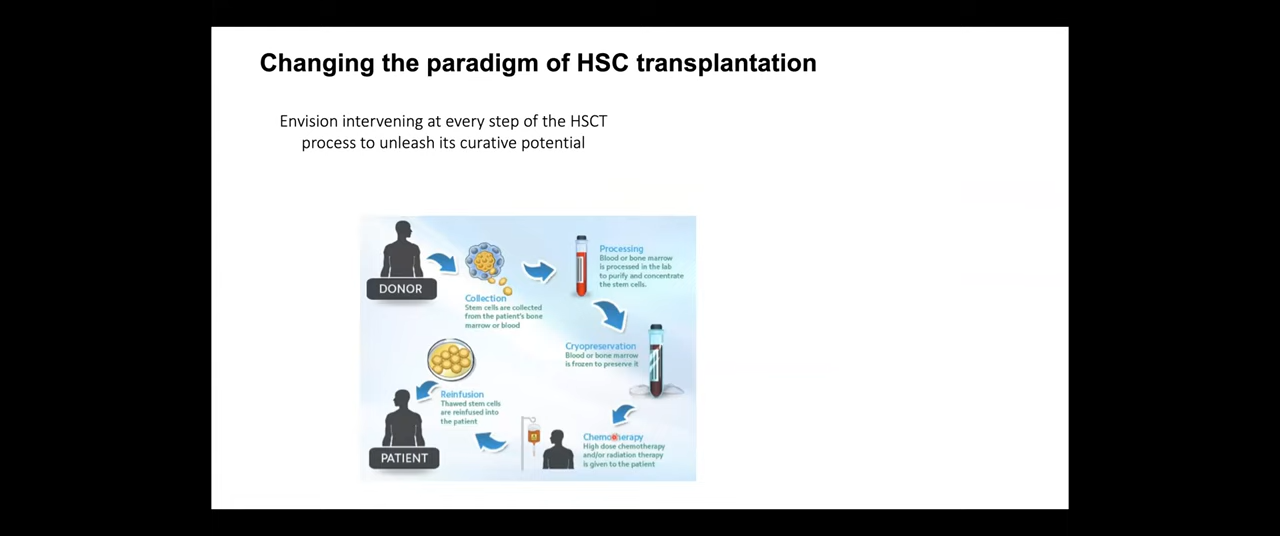 Changing the paradigm of HSC transplantation
Envision intervening at every step of the HSCT
process to unleash its curative potential
DONOR
Collection
Stem cells are collected
from the patient's bone
marrow or blood
Processing
Blood or bone marrow
is processed in the lab
to purify and concentrate
the stem cells.
Cryopreservation
Blood or bone marrow
is frozen to preserve it
Chemotherapy
High dose chemotherapy
and/or radiation therapy
is given to the patient
Reinfusion
Thawed stem cells
are reinfused into
the patient
PATIENT